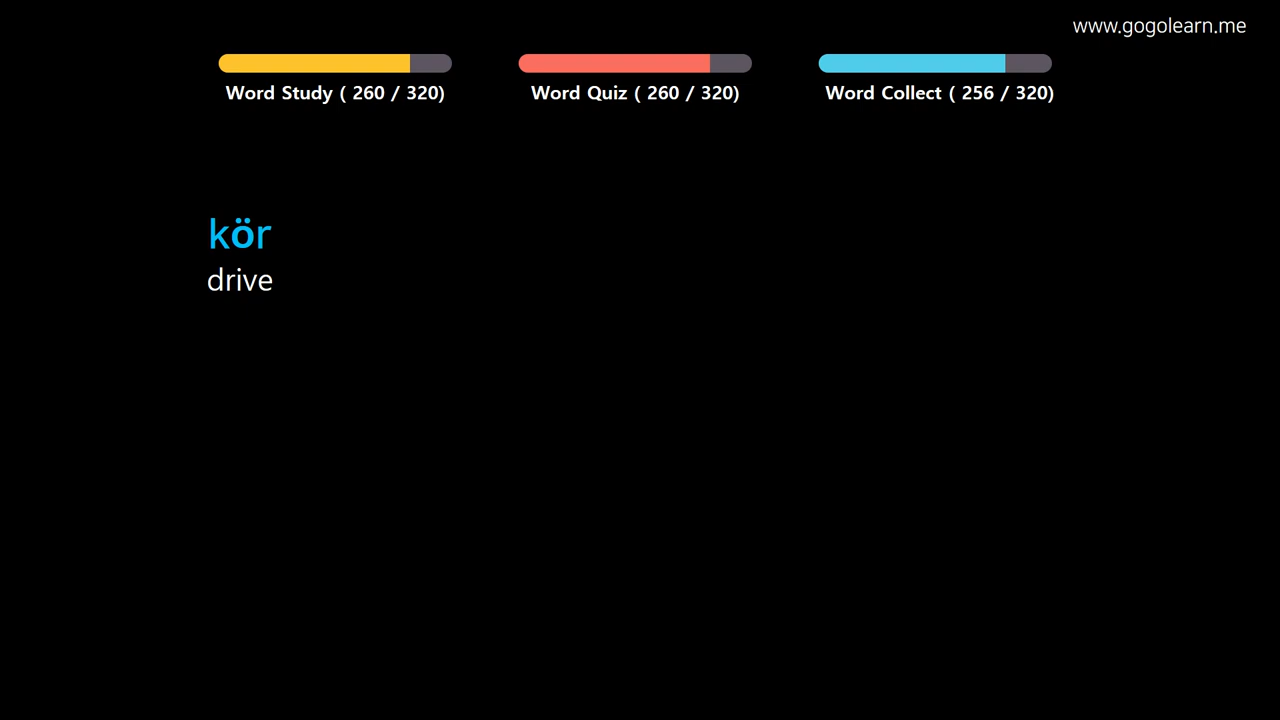 www.gogolearn.me
Word Study ( 260 / 320)
Word Quiz ( 260 / 320)
Word Collect ( 256 / 320)
kör
drive